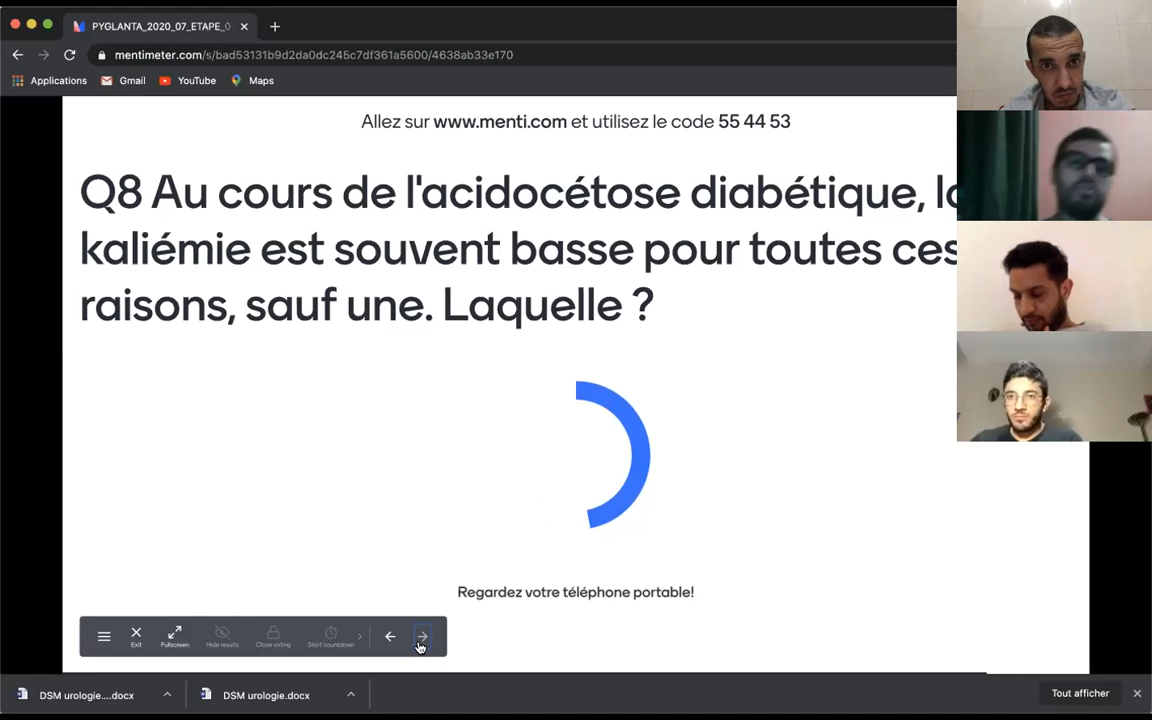 PYGLANTA_2020_07_ETAPE_0
mentimeter.com/s/bad53131b9d2da0dc245c7df361a5600/4638ab33e170
Applications Gmail YouTube Maps
Allez sur www.menti.com et utilisez le code 55 44 53
Q8 Au cours de l'acidocétose diabétique,
kaliémie est souvent basse pour toutes ces
raisons, sauf une. Laquelle ?
Regardez votre téléphone portable!
Exit Fullscreen Hide results Close voting Start countdown
DSM urologie....docx DSM urologie.docx Tout afficher